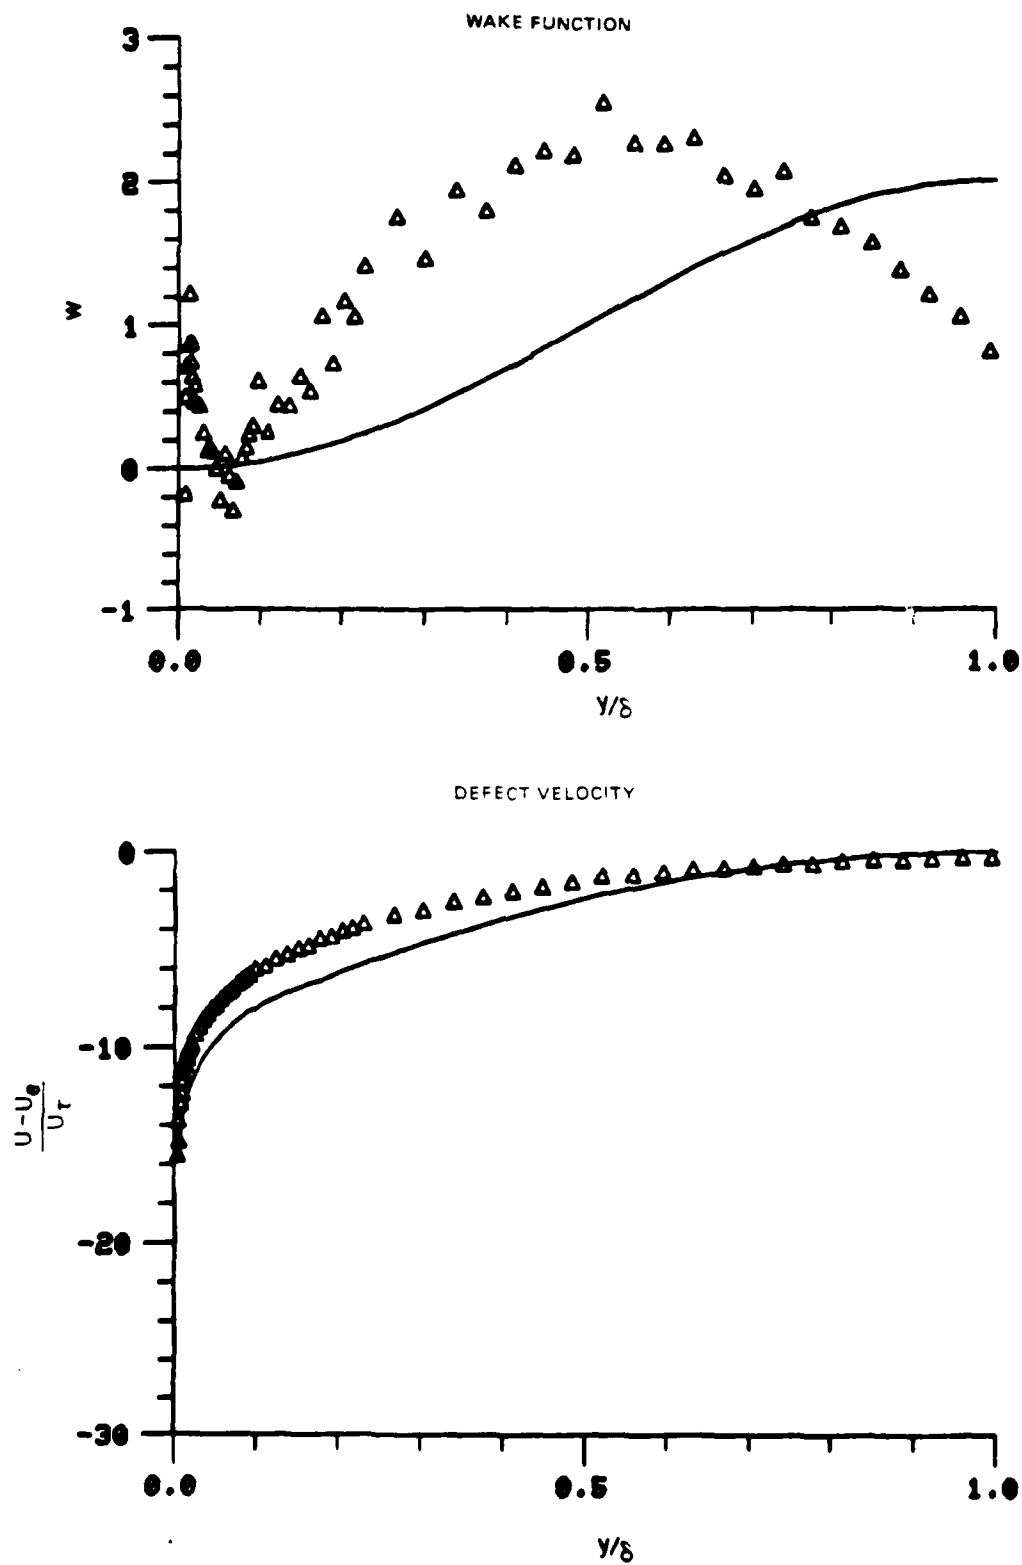 WAKE FUNCTION
3
2
1
0
-1
W
0.0 0.5 1.0
y/δ
DEFECT VELOCITY
0
-10
-20
-30
U-Ue
Uτ
0.0 0.5 1.0
y/δ